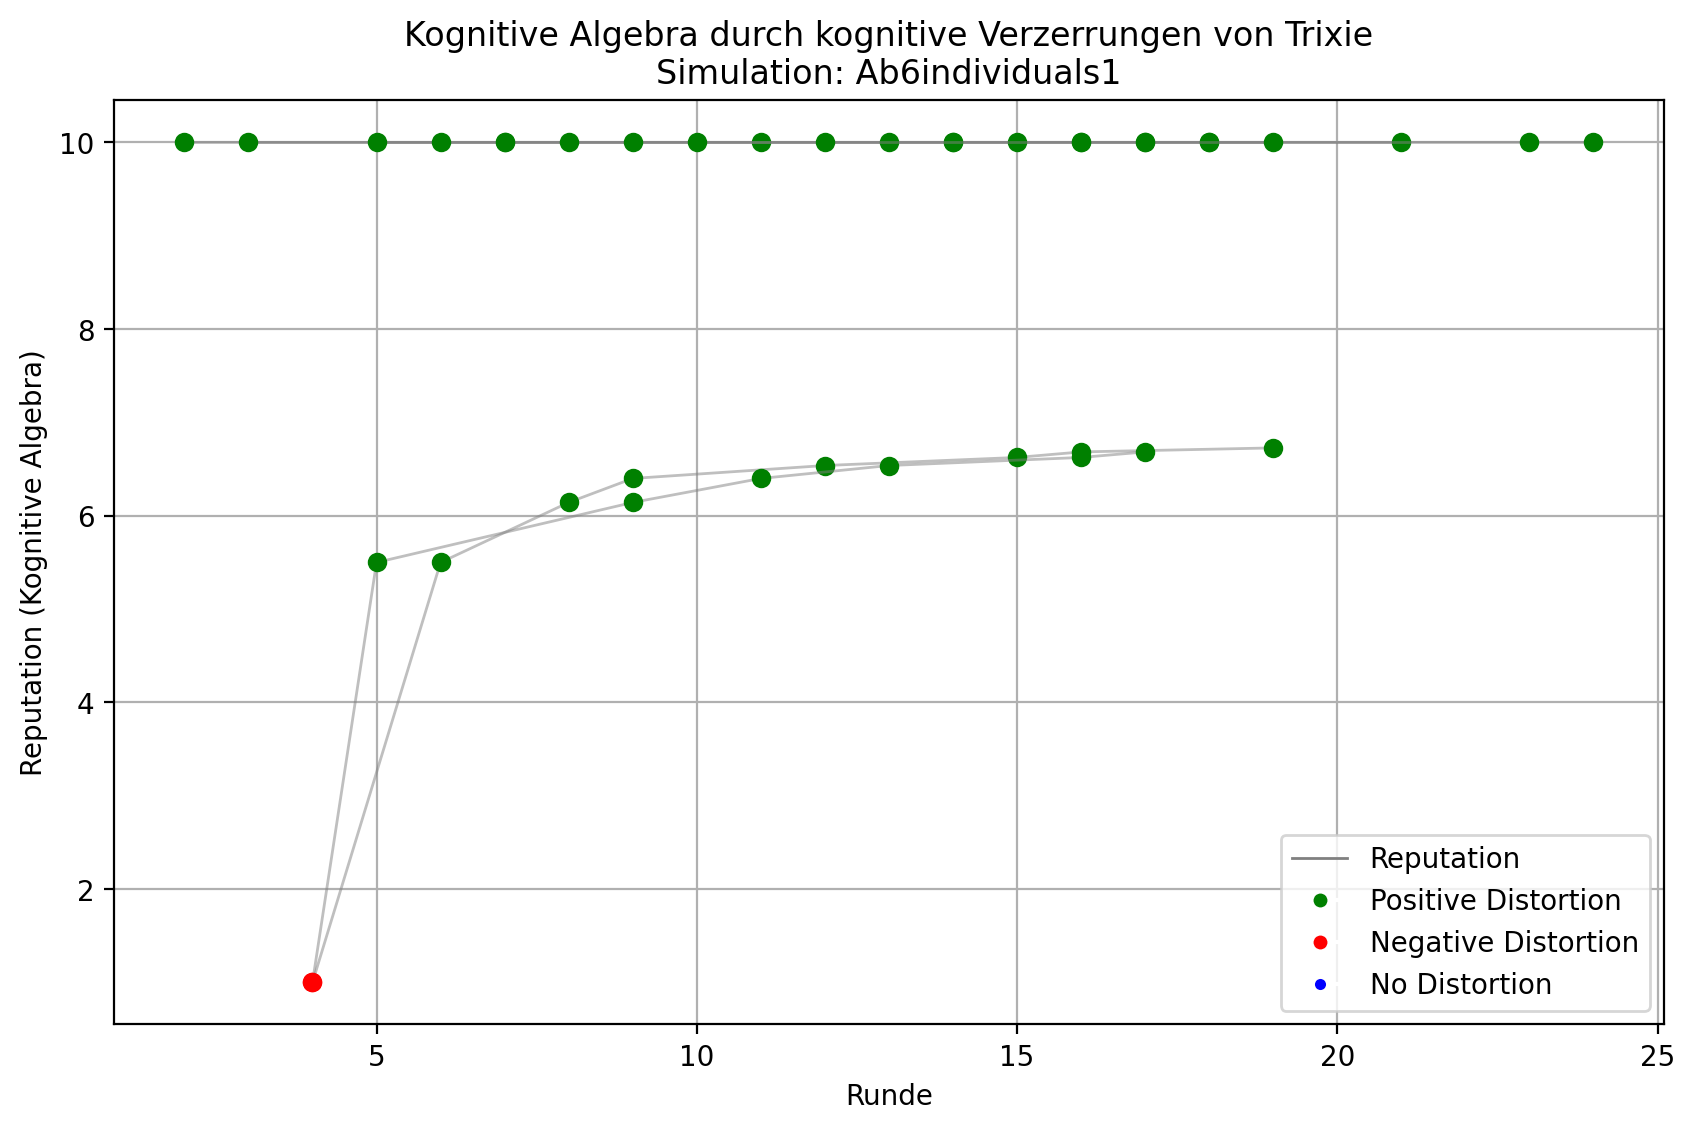 Kognitive Algebra durch kognitive Verzerrungen von Trixie
Simulation: Ab6individuals1
Reputation (Kognitive Algebra)
10
8
6
4
2
5
10
15
20
25
Runde
Reputation
Positive Distortion
Negative Distortion
No Distortion